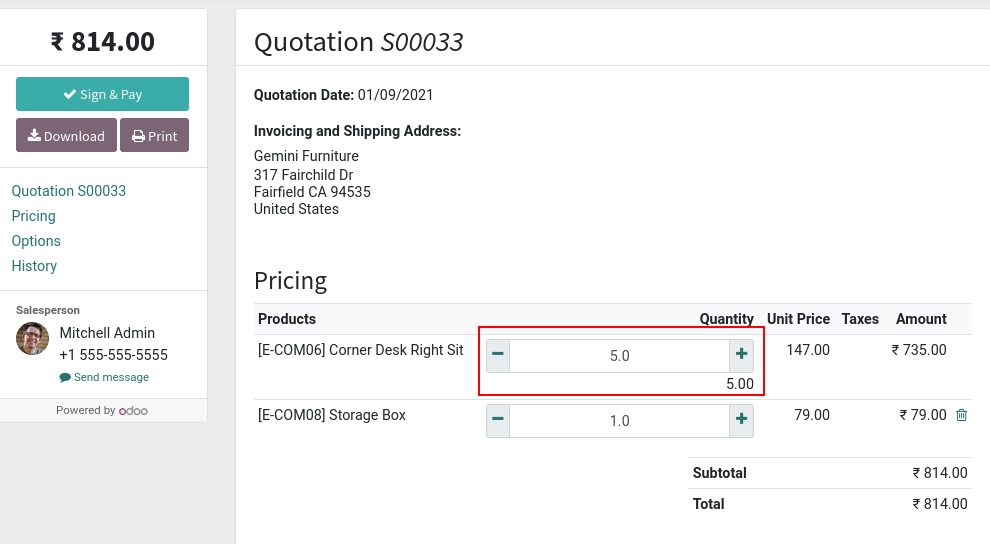 ₹ 814.00
Sign & Pay
Download
Print
Quotation S00033
Pricing
Options
History
Salesperson
Mitchell Admin
+1 555-555-5555
Send message
Powered by odoo
Quotation S00033
Quotation Date: 01/09/2021
Invoicing and Shipping Address:
Gemini Furniture
317 Fairchild Dr
Fairfield CA 94535
United States
Pricing
Products Quantity Unit Price Taxes Amount
[E-COM06] Corner Desk Right Sit 5.0 147.00 ₹ 735.00
5.00
[E-COM08] Storage Box 1.0 79.00 ₹ 79.00
Subtotal ₹ 814.00
Total ₹ 814.00